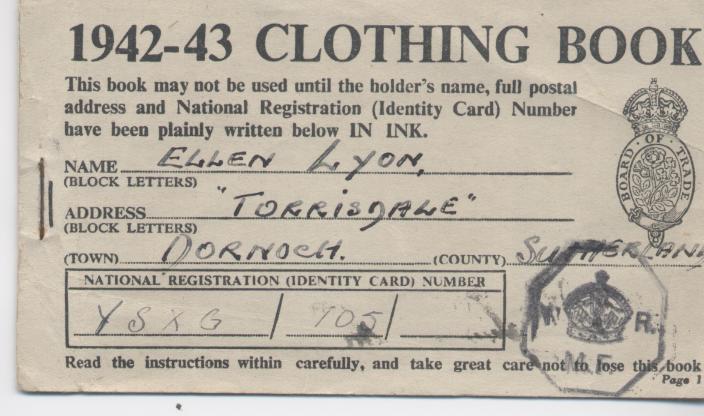 1942-43 CLOTHING BOOK
This book may not be used until the holder's name, full postal
address and National Registration (Identity Card) Number
have been plainly written below IN INK.
NAME ELLEN LYON,
(BLOCK LETTERS)
ADDRESS "TORRISDALE"
(BLOCK LETTERS)
(TOWN) DORNOCH. (COUNTY) SUTHERLAND
BOARD · OF · TRADE
NATIONAL REGISTRATION (IDENTITY CARD) NUMBER
YSXG / 105 /
W. R.
M.F.
Read the instructions within carefully, and take great care not to lose this book
Page 1